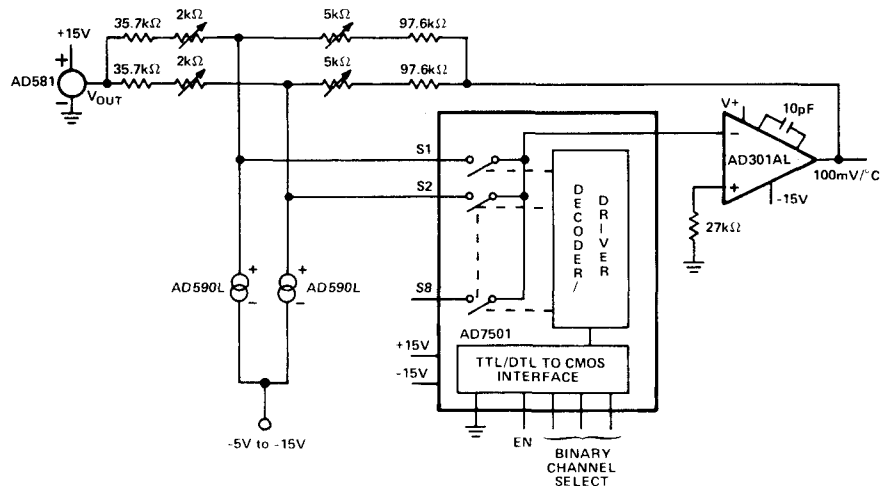 35.7kΩ 2kΩ 5kΩ 97.6kΩ
+15V
+
35.7kΩ 2kΩ 5kΩ 97.6kΩ
AD581
−
VOUT
V+
10pF
S1
−
AD301AL
S2
+
100mV/°C
-15V
27kΩ
DECODER/
DRIVER
+ +
AD590L AD590L
− −
S8
AD7501
+15V
TTL/DTL TO CMOS
INTERFACE
-15V
-5V to -15V
EN
BINARY
CHANNEL
SELECT